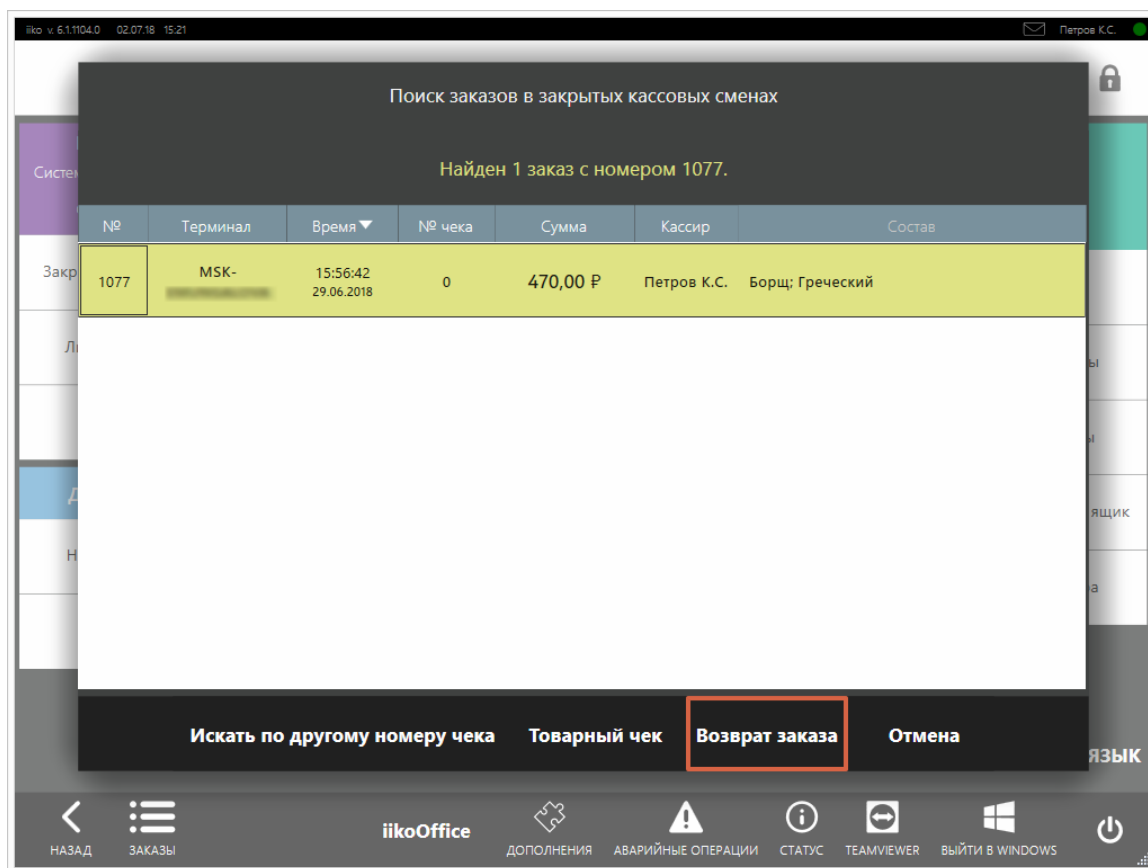 iiko v. 6.1.1104.0 02.07.18 15:21 Петров К.С.
Поиск заказов в закрытых кассовых сменах
Найден 1 заказ с номером 1077.
№ Терминал Время № чека Сумма Кассир Состав
1077 MSK- 15:56:42 29.06.2018 0 470,00 ₽ Петров К.С. Борщ; Греческий
ящик
Искать по другому номеру чека Товарный чек Возврат заказа Отмена
язык
НАЗАД ЗАКАЗЫ iikoOffice ДОПОЛНЕНИЯ АВАРИЙНЫЕ ОПЕРАЦИИ СТАТУС TEAMVIEWER ВЫЙТИ В WINDOWS